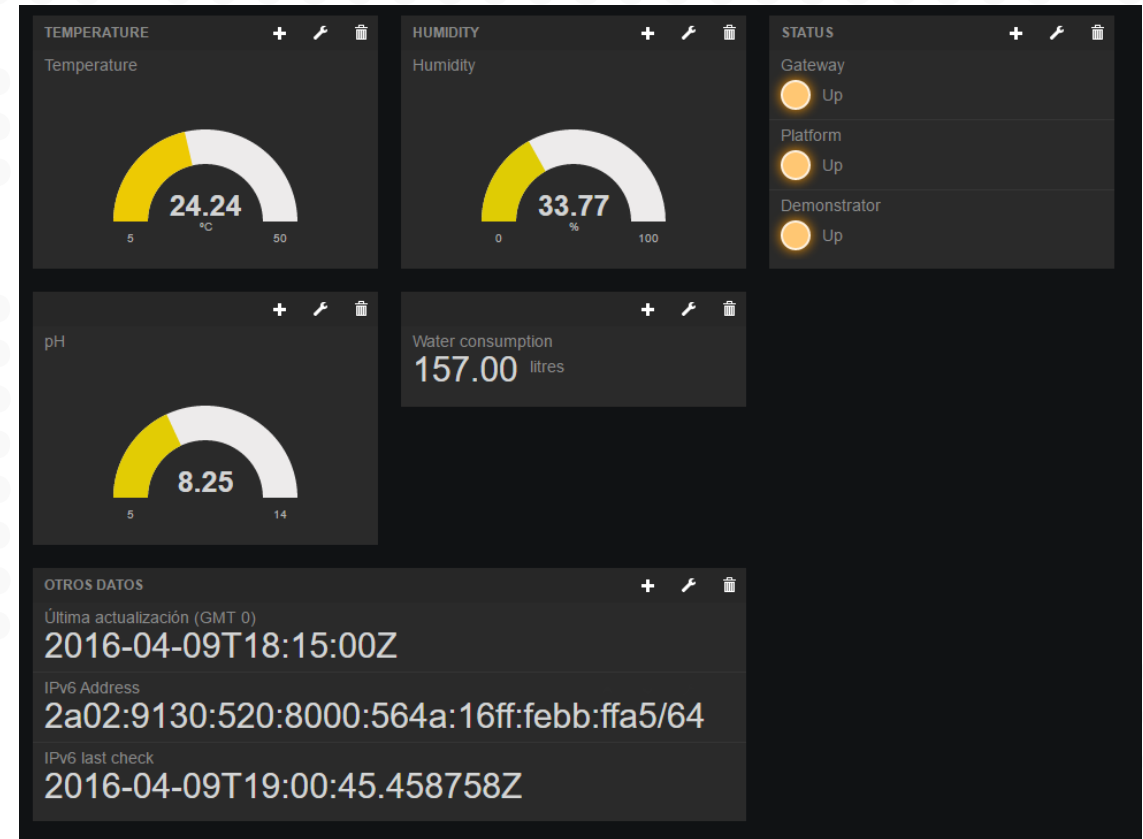 TEMPERATURE
Temperature
24.24
ºC
5
50
HUMIDITY
Humidity
33.77
%
0
100
STATUS
Gateway
Up
Platform
Up
Demonstrator
Up
pH
8.25
5
14
Water consumption
157.00 litres
OTROS DATOS
Última actualización (GMT 0)
2016-04-09T18:15:00Z
IPv6 Address
2a02:9130:520:8000:564a:16ff:febb:ffa5/64
IPv6 last check
2016-04-09T19:00:45.458758Z